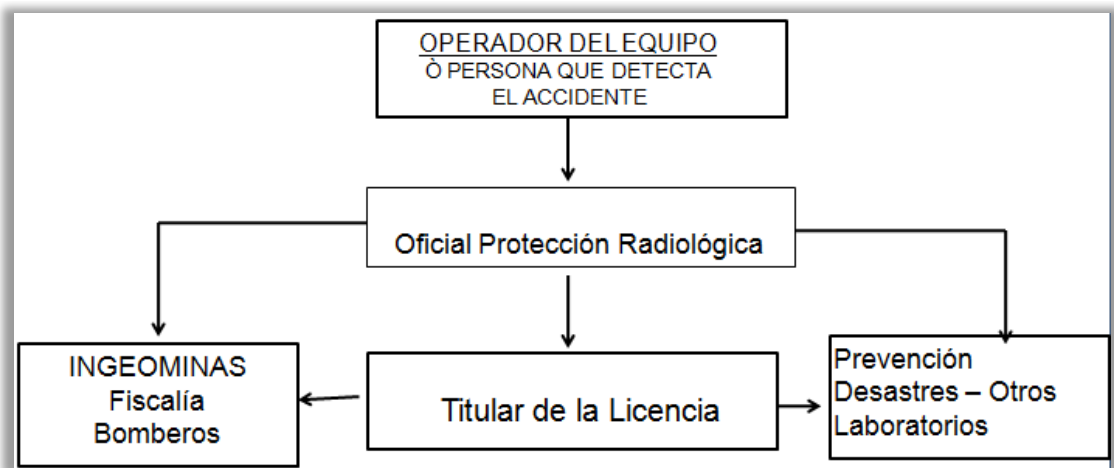 OPERADOR DEL EQUIPO
Ò PERSONA QUE DETECTA
EL ACCIDENTE
Oficial Protección Radiológica
INGEOMINAS
Fiscalía
Bomberos
Titular de la Licencia
Prevención
Desastres – Otros
Laboratorios